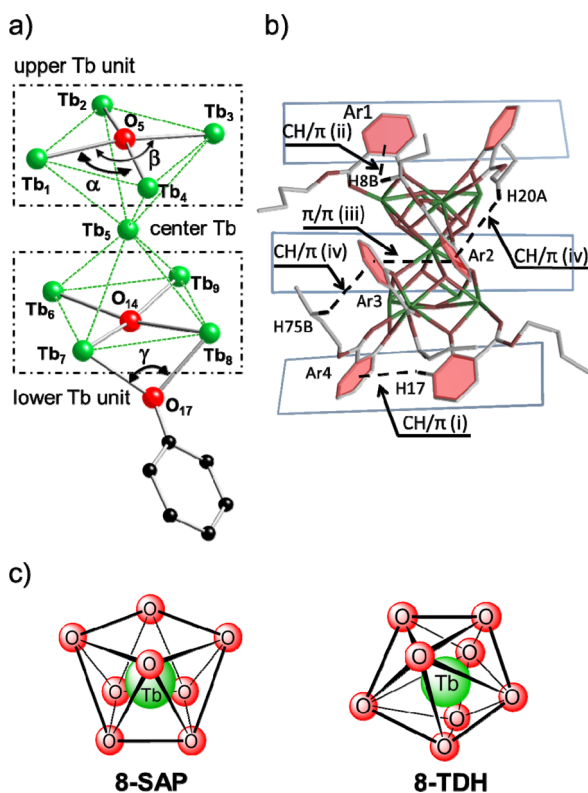 a)
upper Tb unit
Tb2
O5
Tb3
β
α
Tb1
Tb4
Tb5
center Tb
Tb6
O14
Tb9
Tb7
Tb8
γ
lower Tb unit
O17
b)
Ar1
CH/π (ii)
H8B
H20A
π/π (iii)
CH/π (iv)
Ar2
CH/π (iv)
Ar3
H75B
Ar4
H17
CH/π (i)
c)
O
O O
O
Tb
O O
O O
8-SAP
O O
O
O
Tb
O O
O
O
8-TDH